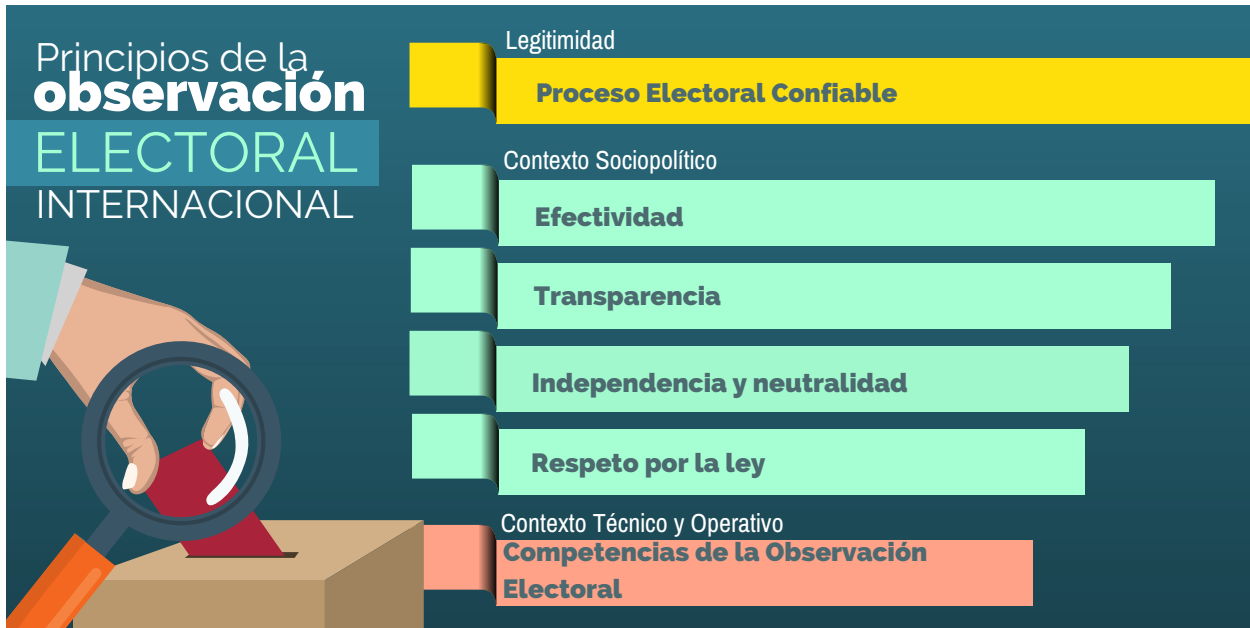 Principios de la
observación
ELECTORAL
INTERNACIONAL
Legitimidad
Proceso Electoral Confiable
Contexto Sociopolítico
Efectividad
Transparencia
Independencia y neutralidad
Respeto por la ley
Contexto Técnico y Operativo
Competencias de la Observación
Electoral